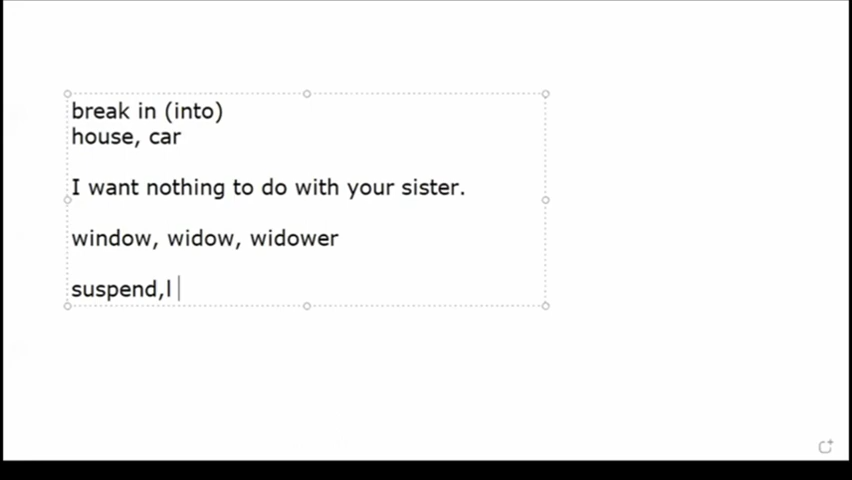 break in (into)
house, car
I want nothing to do with your sister.
window, widow, widower
suspend,l